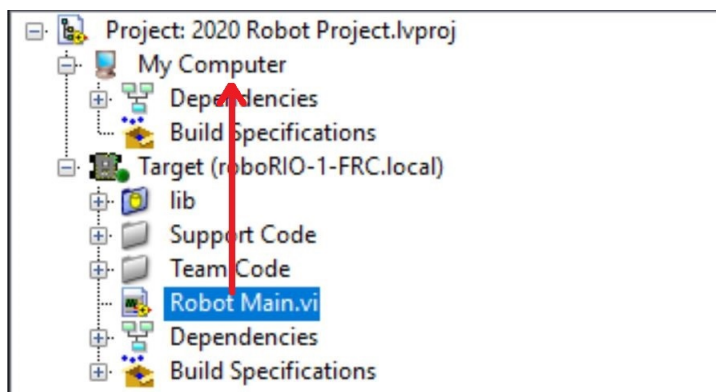 Project: 2020 Robot Project.lvproj
My Computer
Dependencies
Build Specifications
Target (roboRIO-1-FRC.local)
lib
Support Code
Team Code
Robot Main.vi
Dependencies
Build Specifications